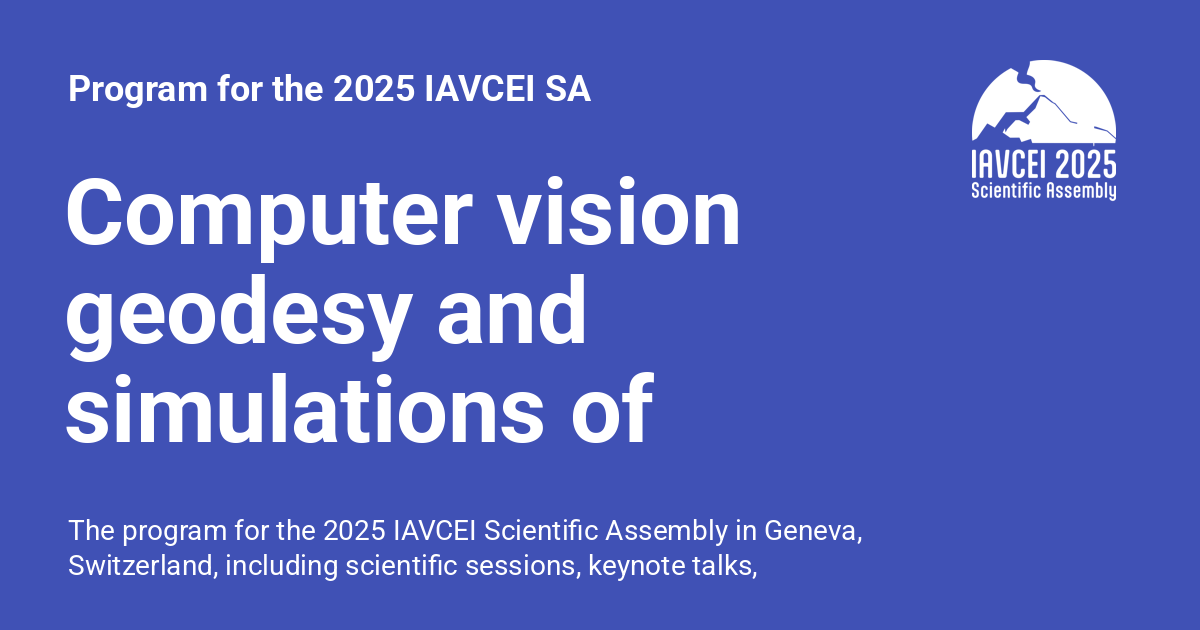 Program for the 2025 IAVCEI SA
IAVCEI 2025
Scientific Assembly
Computer vision
geodesy and
simulations of
The program for the 2025 IAVCEI Scientific Assembly in Geneva,
Switzerland, including scientific sessions, keynote talks,